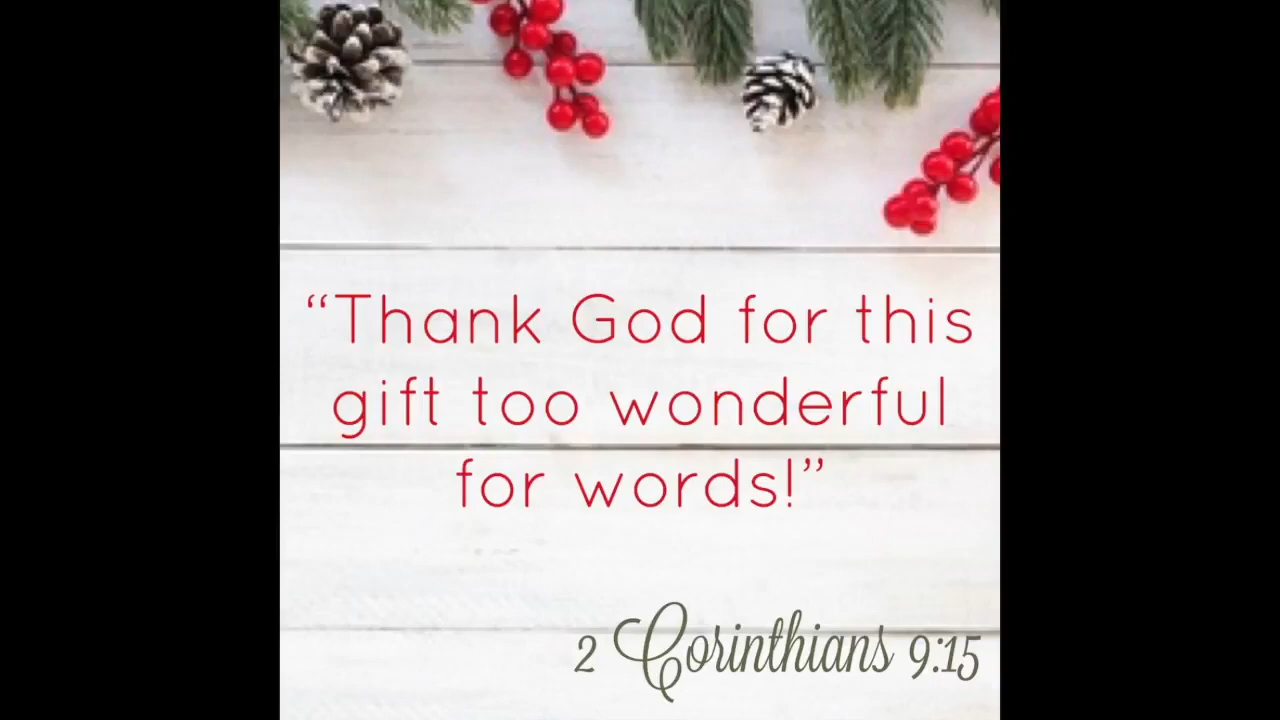 “Thank God for this
gift too wonderful
for words!”
2 Corinthians 9:15